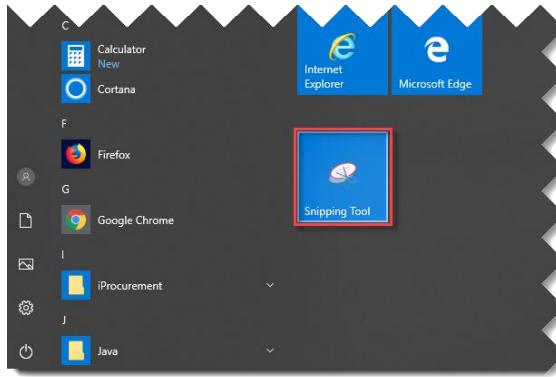 C
Calculator
New
Cortana
F
Firefox
G
Google Chrome
I
iProcurement
J
Java
Internet
Explorer
Microsoft Edge
Snipping Tool